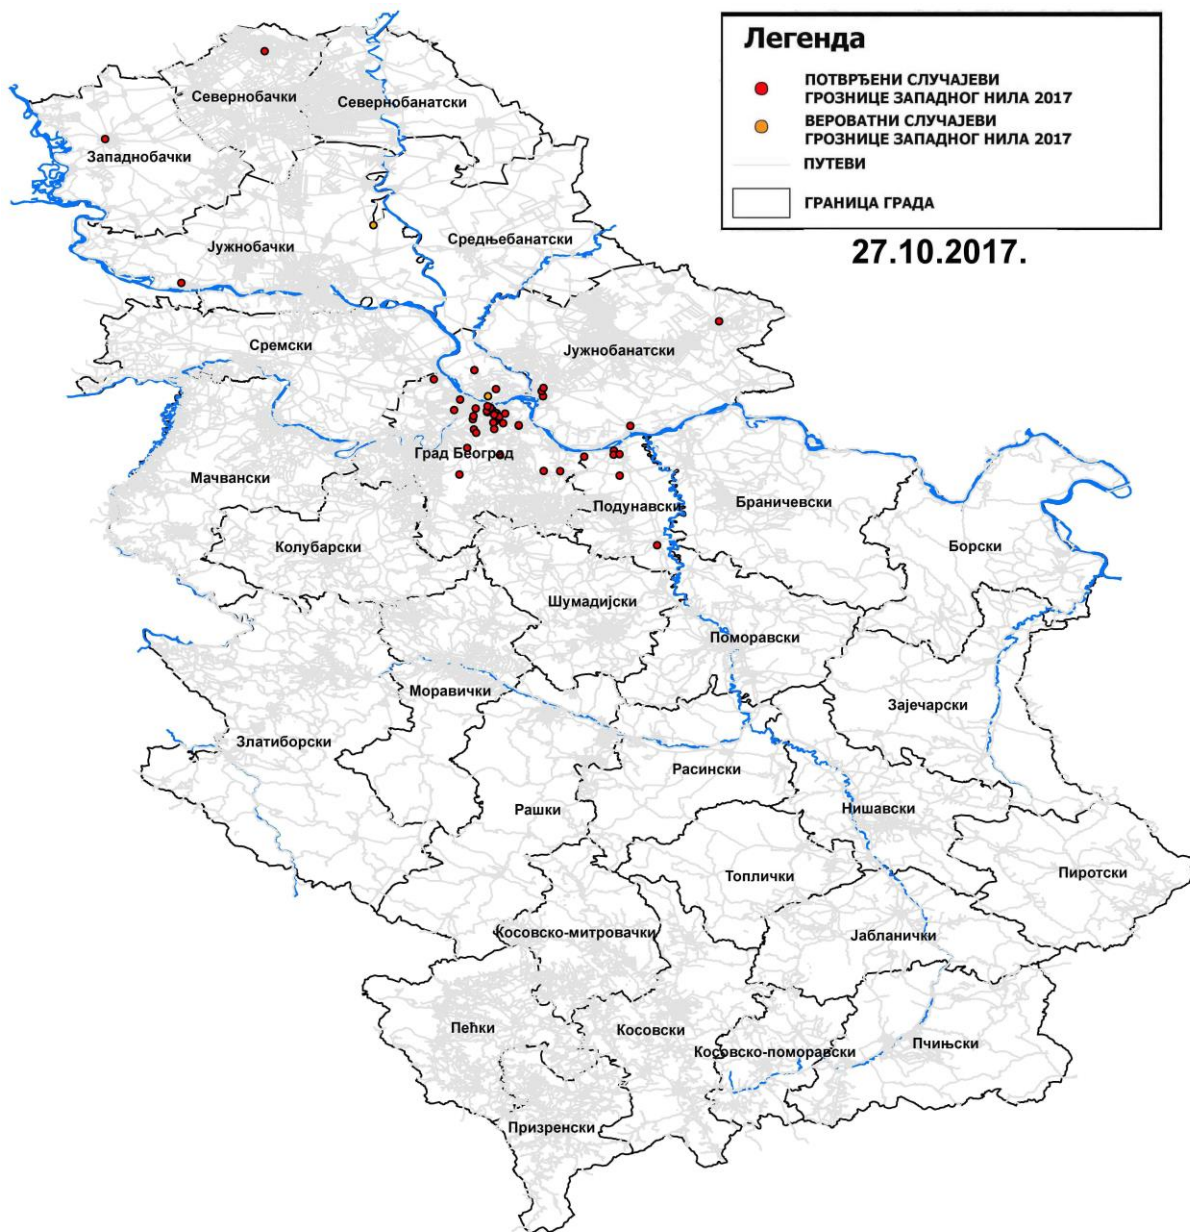 Легенда
ПОТВРЂЕНИ СЛУЧАЈЕВИ
ГРОЗНИЦЕ ЗАПАДНОГ НИЛА 2017
ВЕРОВАТНИ СЛУЧАЈЕВИ
ГРОЗНИЦЕ ЗАПАДНОГ НИЛА 2017
ПУТЕВИ
ГРАНИЦА ГРАДА
27.10.2017.
Севернобачки
Севернобанатски
Западнобачки
Јужнобачки
Средњебанатски
Сремски
Јужнобанатски
Град Београд
Мачвански
Подунавски
Браничевски
Колубарски
Борски
Шумадијски
Поморавски
Моравички
Зајечарски
Златиборски
Расински
Рашки
Нишавски
Топлички
Пиротски
Косовско-митровачки
Јабланички
Пећки
Косовски
Косовско-поморавски
Пчињски
Призренски